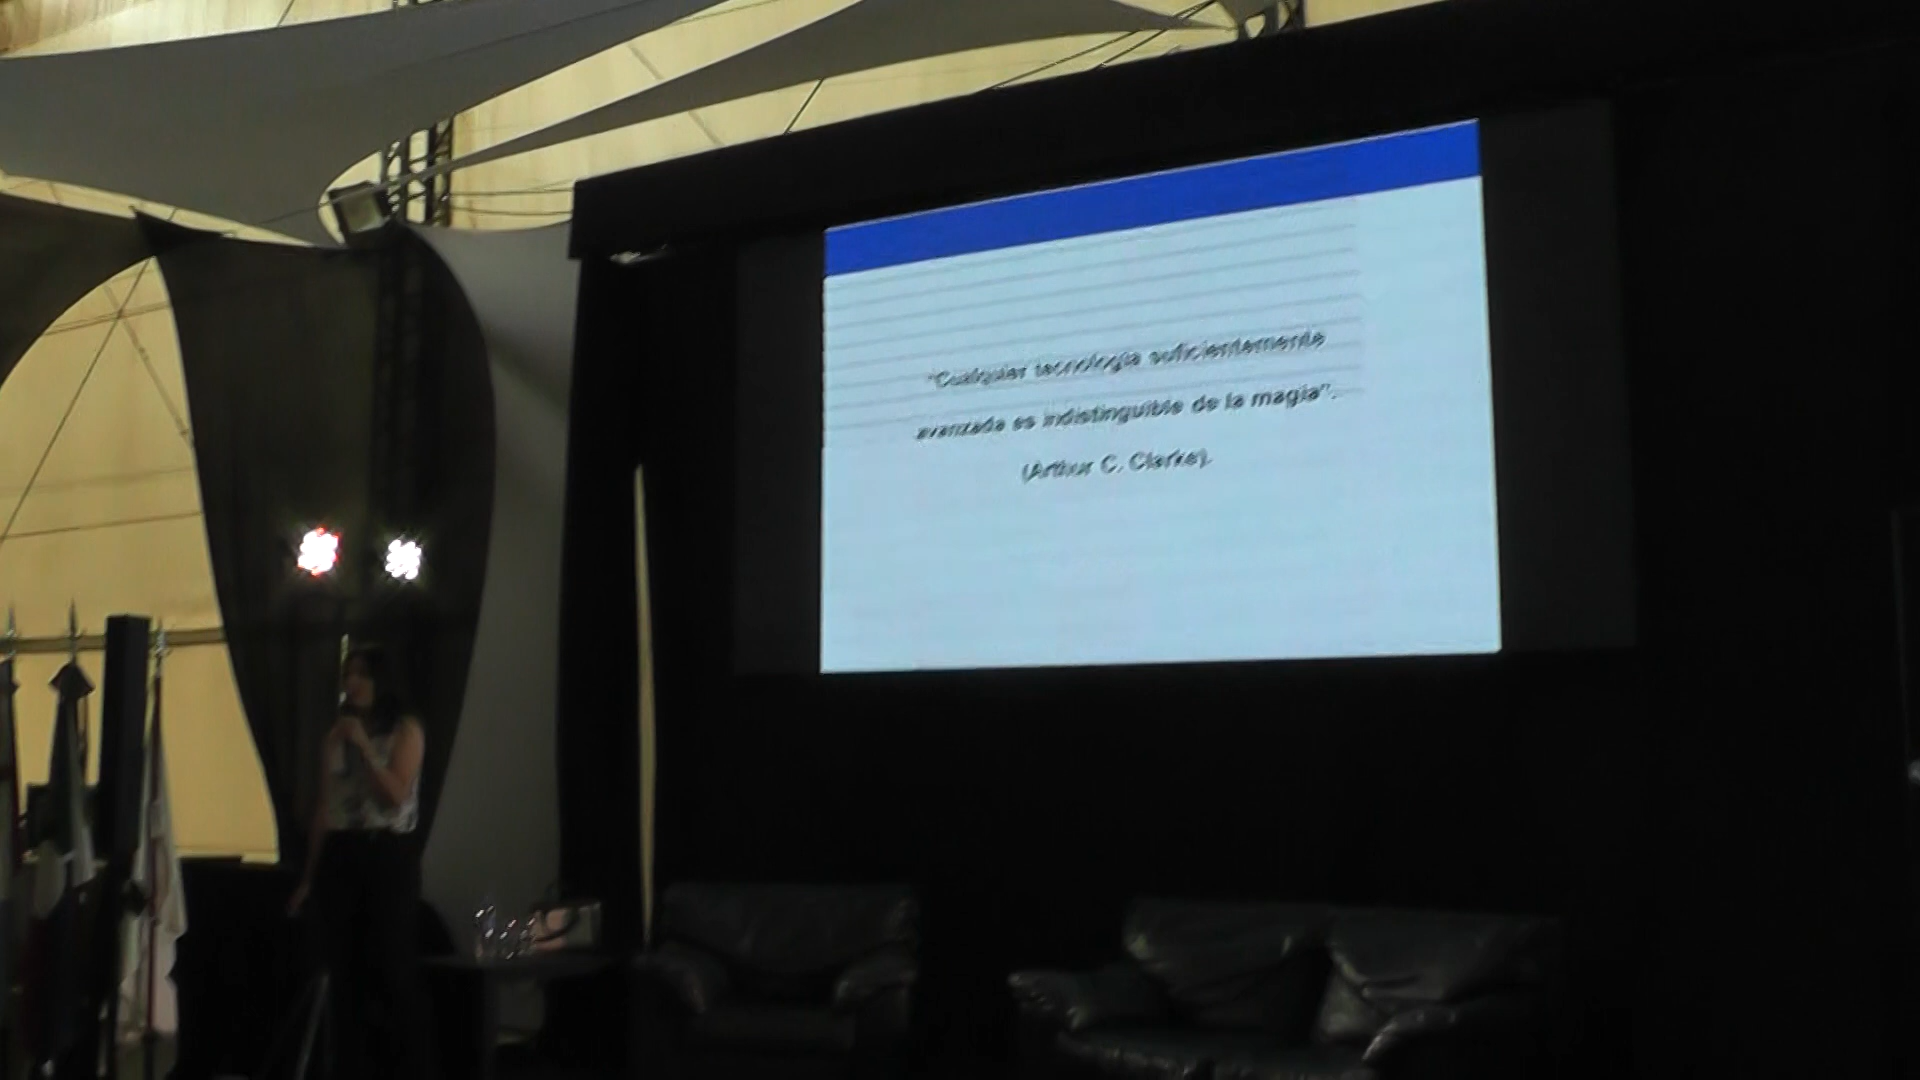 "Cualquier tecnología suficientemente
avanzada es indistinguible de la magia".
(Arthur C. Clarke).